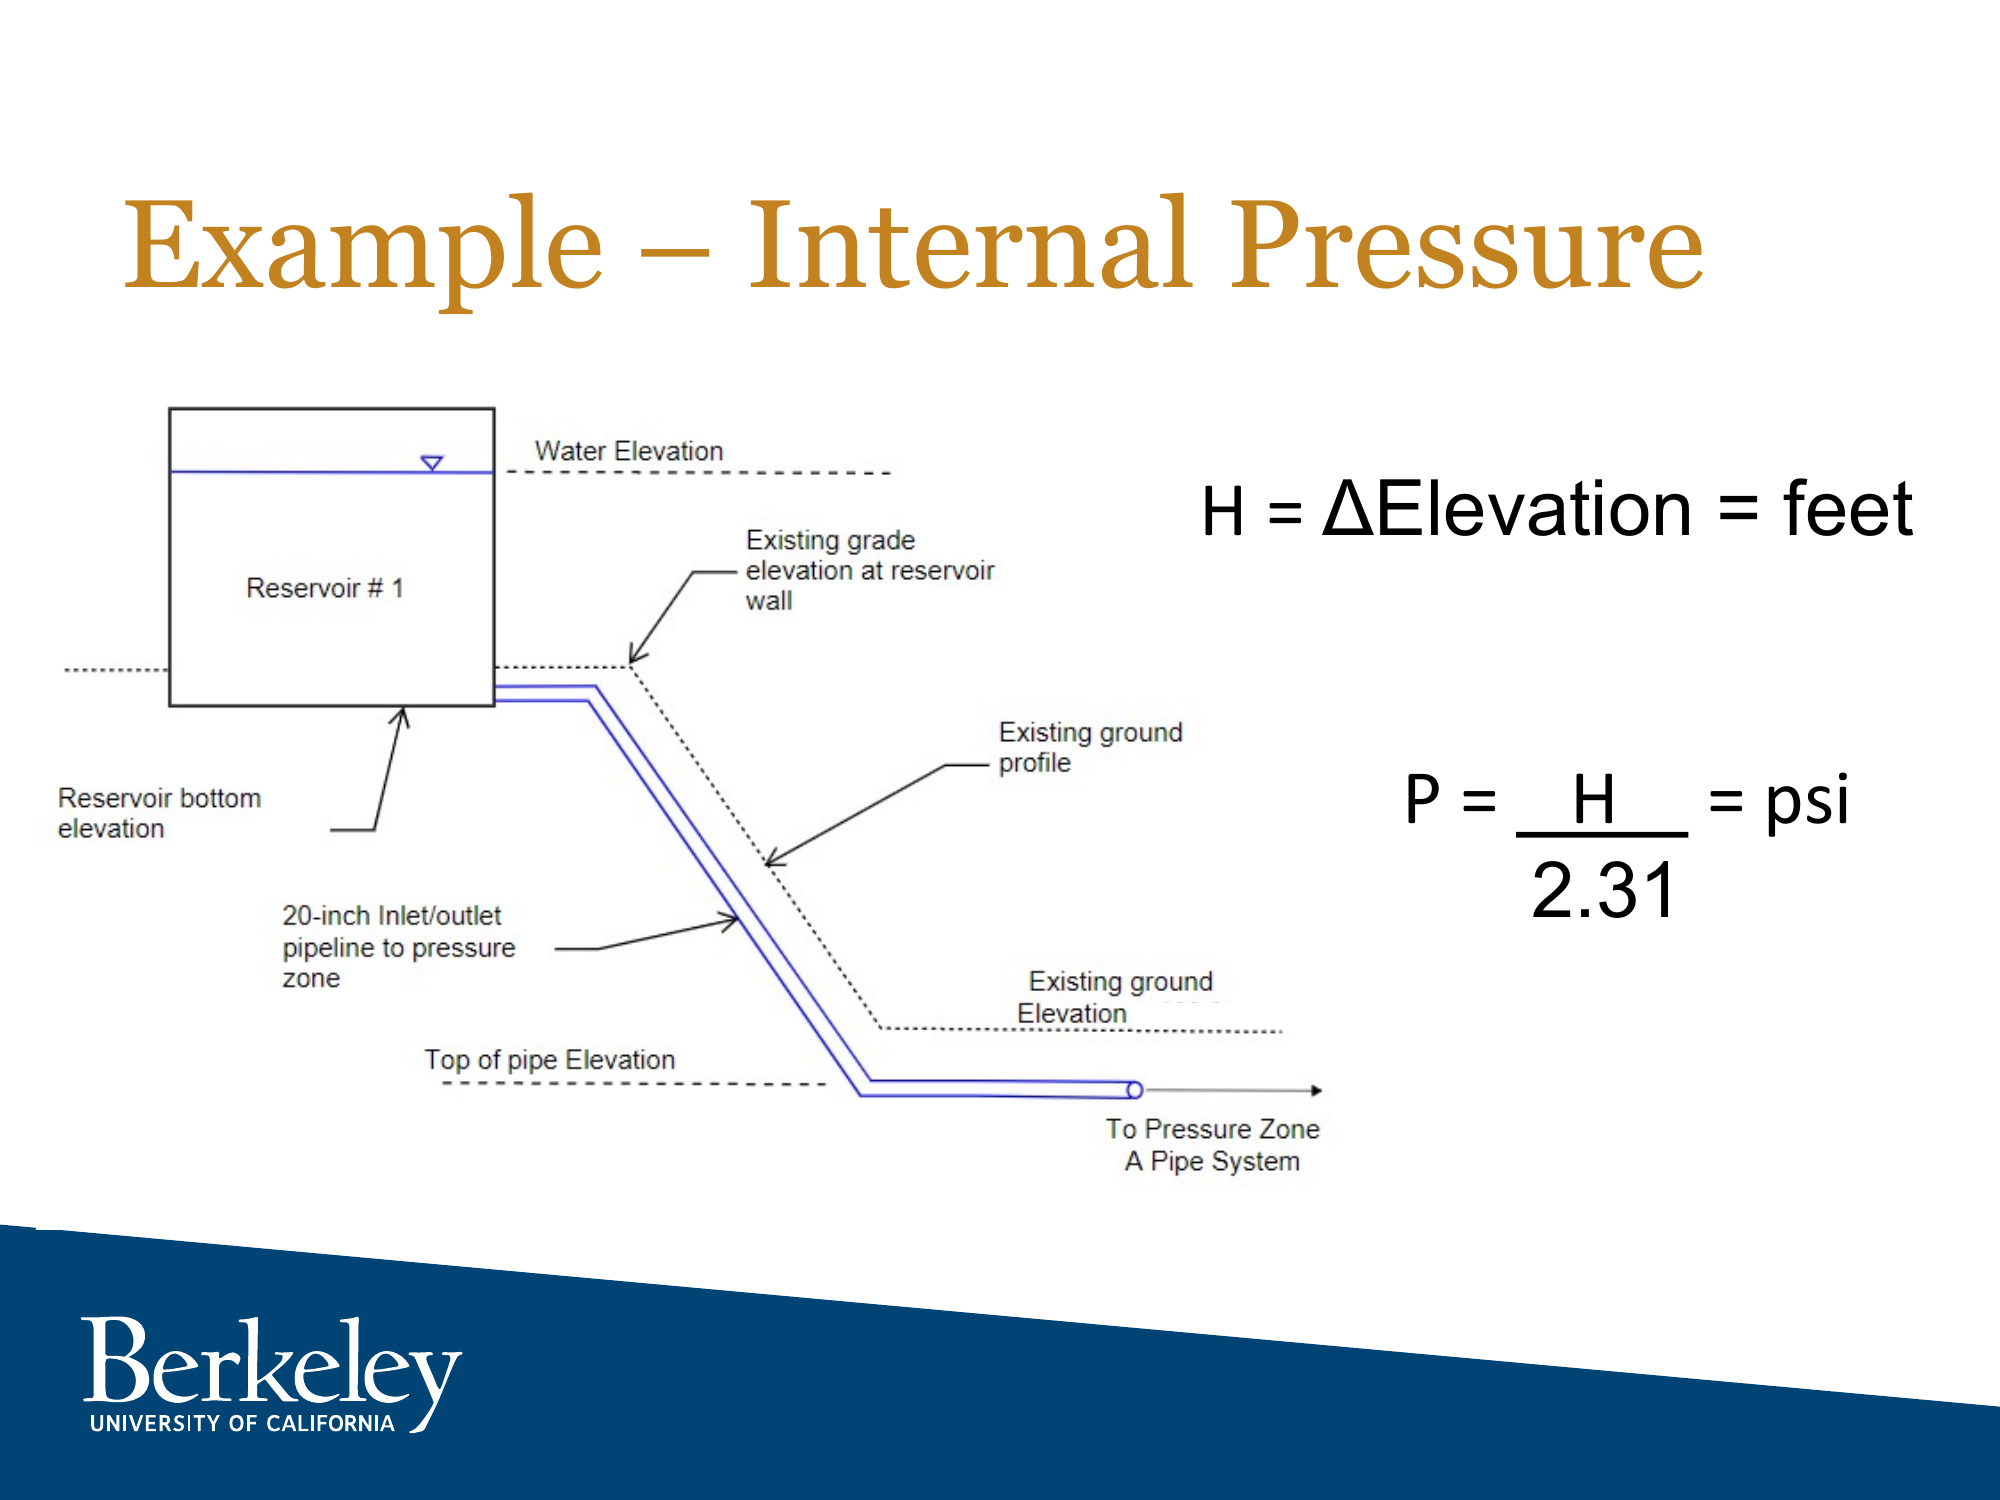 Example – Internal Pressure
Water Elevation
H = ΔElevation = feet
Existing grade
elevation at reservoir
wall
Reservoir # 1
Existing ground
profile
Reservoir bottom
elevation
P = H = psi
2.31
20-inch Inlet/outlet
pipeline to pressure
zone
Existing ground
Elevation
Top of pipe Elevation
To Pressure Zone
A Pipe System
Berkeley
UNIVERSITY OF CALIFORNIA